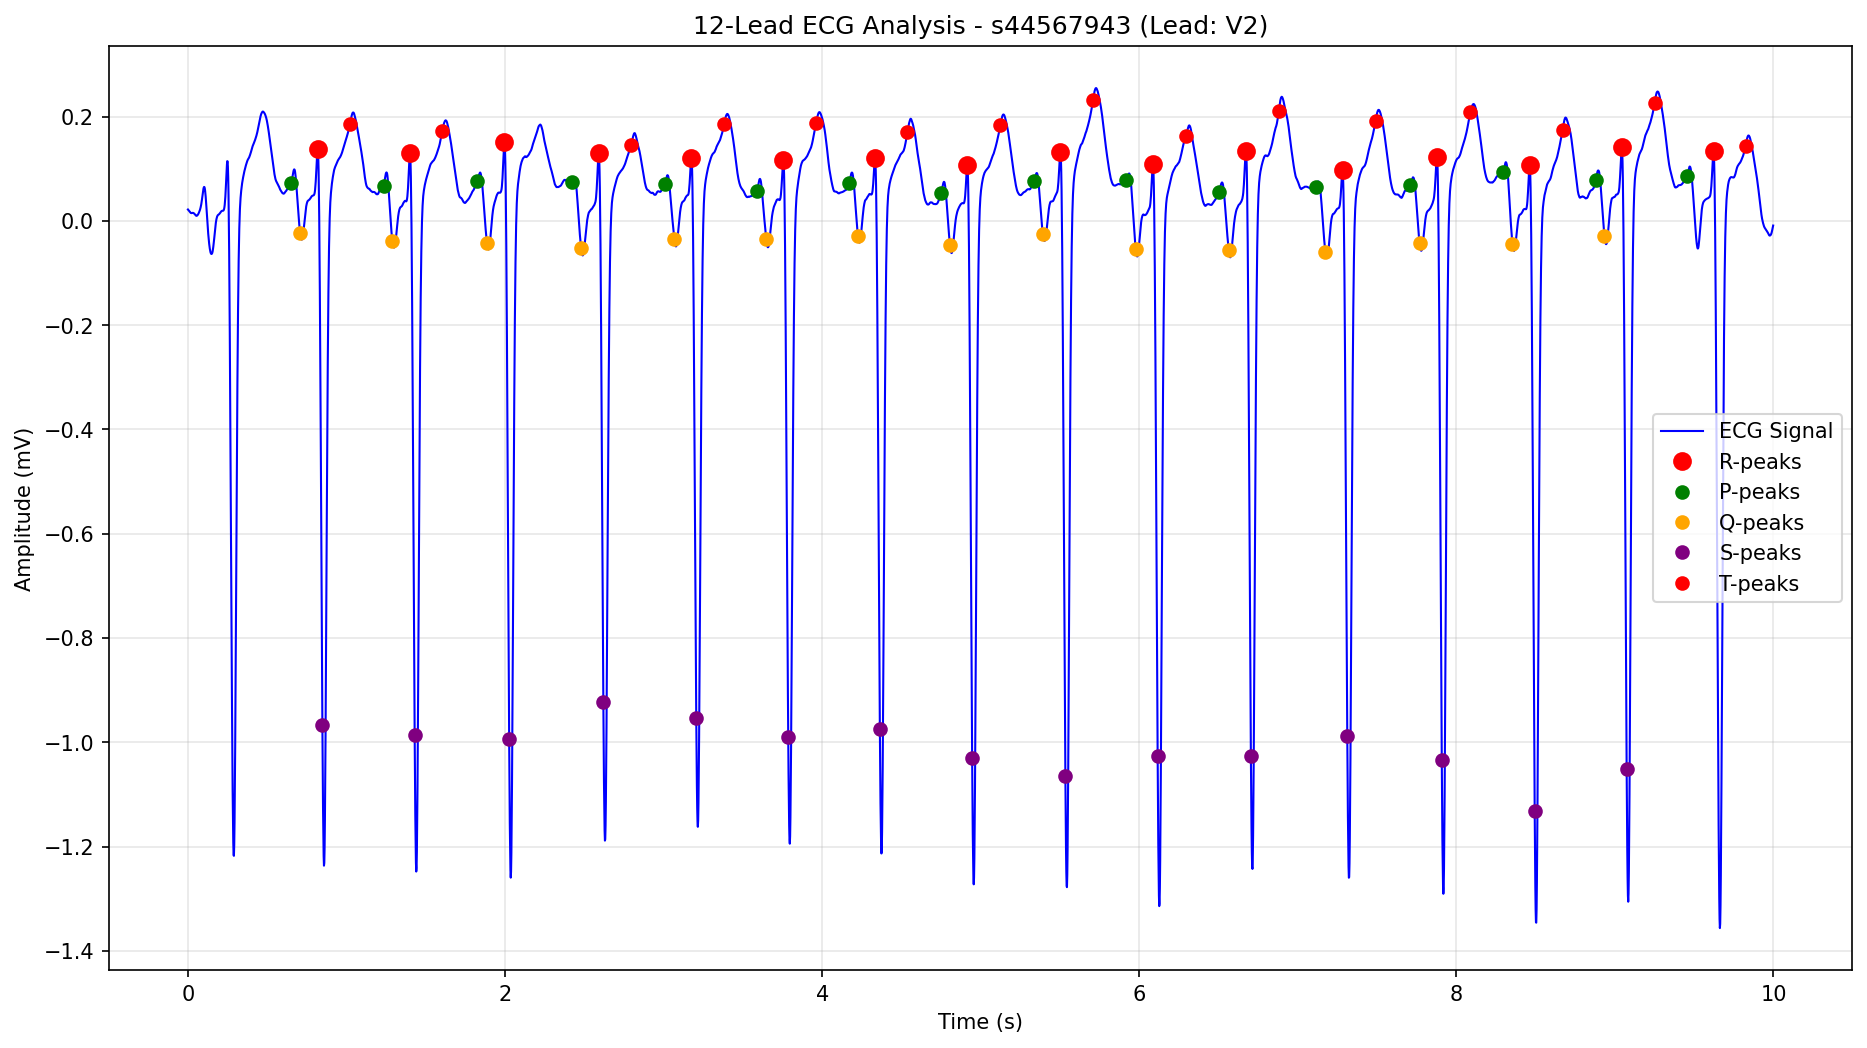 12-Lead ECG Analysis - s44567943 (Lead: V2)
0.2
0.0
−0.2
−0.4
−0.6
−0.8
−1.0
−1.2
−1.4
Amplitude (mV)
ECG Signal
R-peaks
P-peaks
Q-peaks
S-peaks
T-peaks
0 2 4 6 8 10
Time (s)